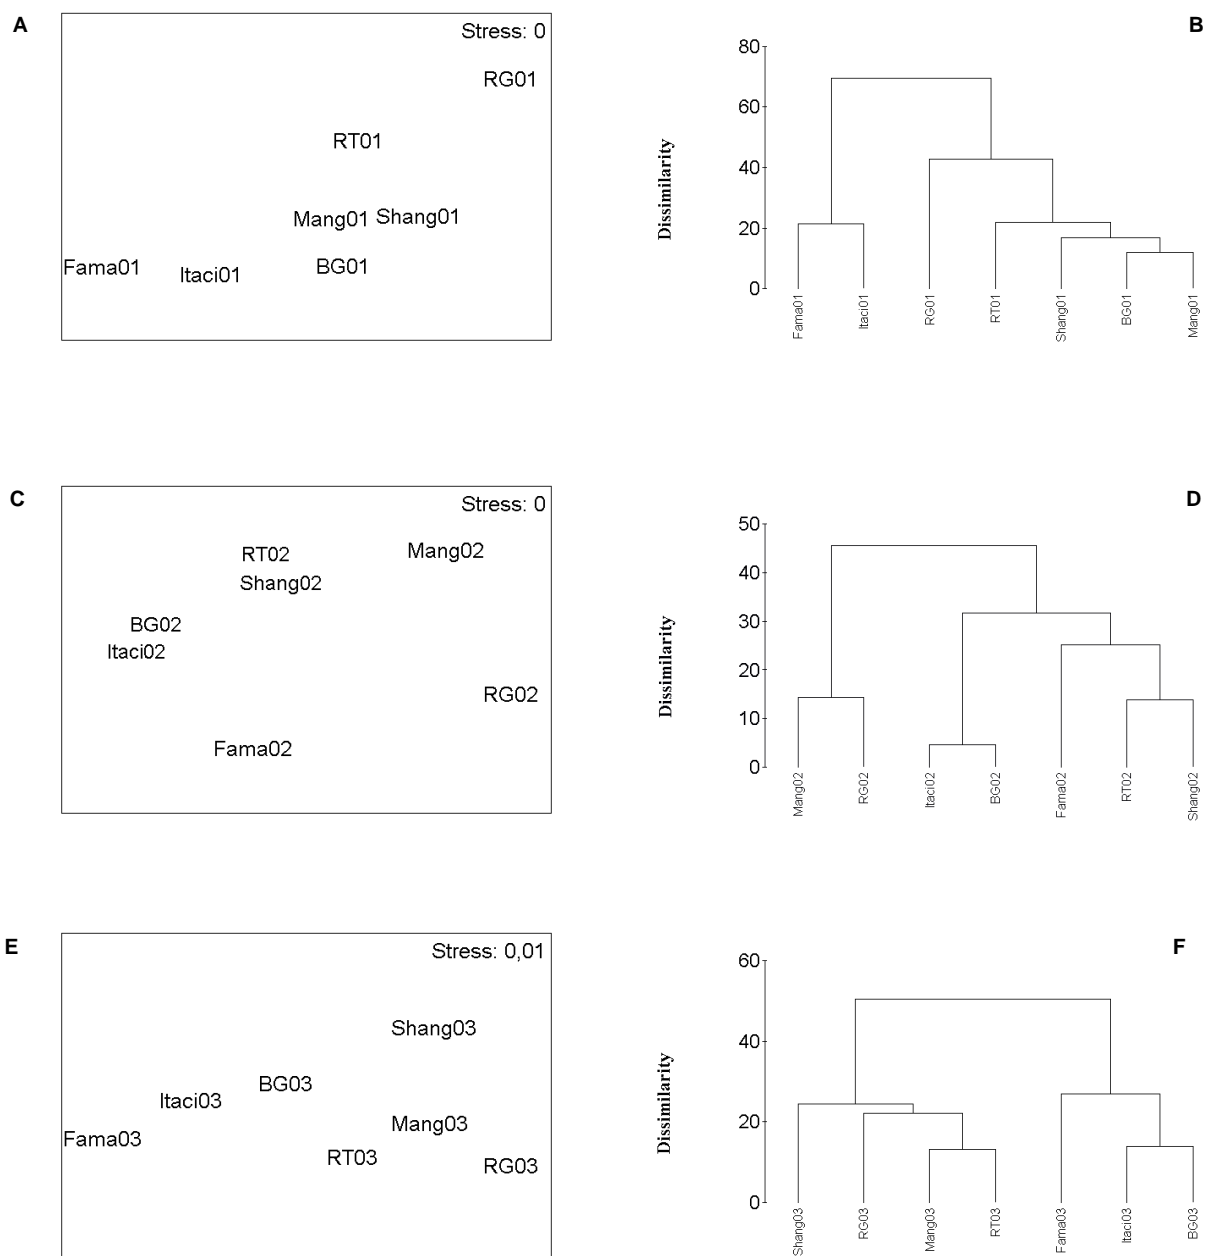 A
Stress: 0
RG01
RT01
Mang01 Shang01
Fama01 Itaci01 BG01
B
80
60
40
20
0
Dissimilarity
Fama01
Itaci01
RG01
RT01
Shang01
BG01
Mang01
C
Stress: 0
RT02
Mang02
Shang02
BG02
Itaci02
RG02
Fama02
D
50
40
30
20
10
0
Dissimilarity
Mang02
RG02
Itaci02
BG02
Fama02
RT02
Shang02
E
Stress: 0,01
Shang03
BG03
Itaci03
Mang03
Fama03
RT03
RG03
F
60
40
20
0
Dissimilarity
Shang03
RG03
Mang03
RT03
Fama03
Itaci03
BG03